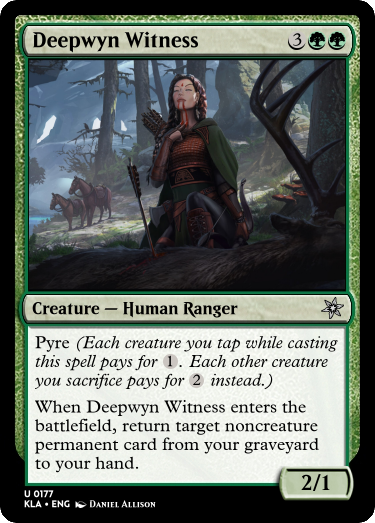 Deepwyn Witness 3
Creature — Human Ranger
Pyre (Each creature you tap while casting
this spell pays for 1. Each other creature
you sacrifice pays for 2 instead.)
When Deepwyn Witness enters the
battlefield, return target noncreature
permanent card from your graveyard
to your hand.
2/1
U 0177
KLA • ENG DANIEL ALLISON